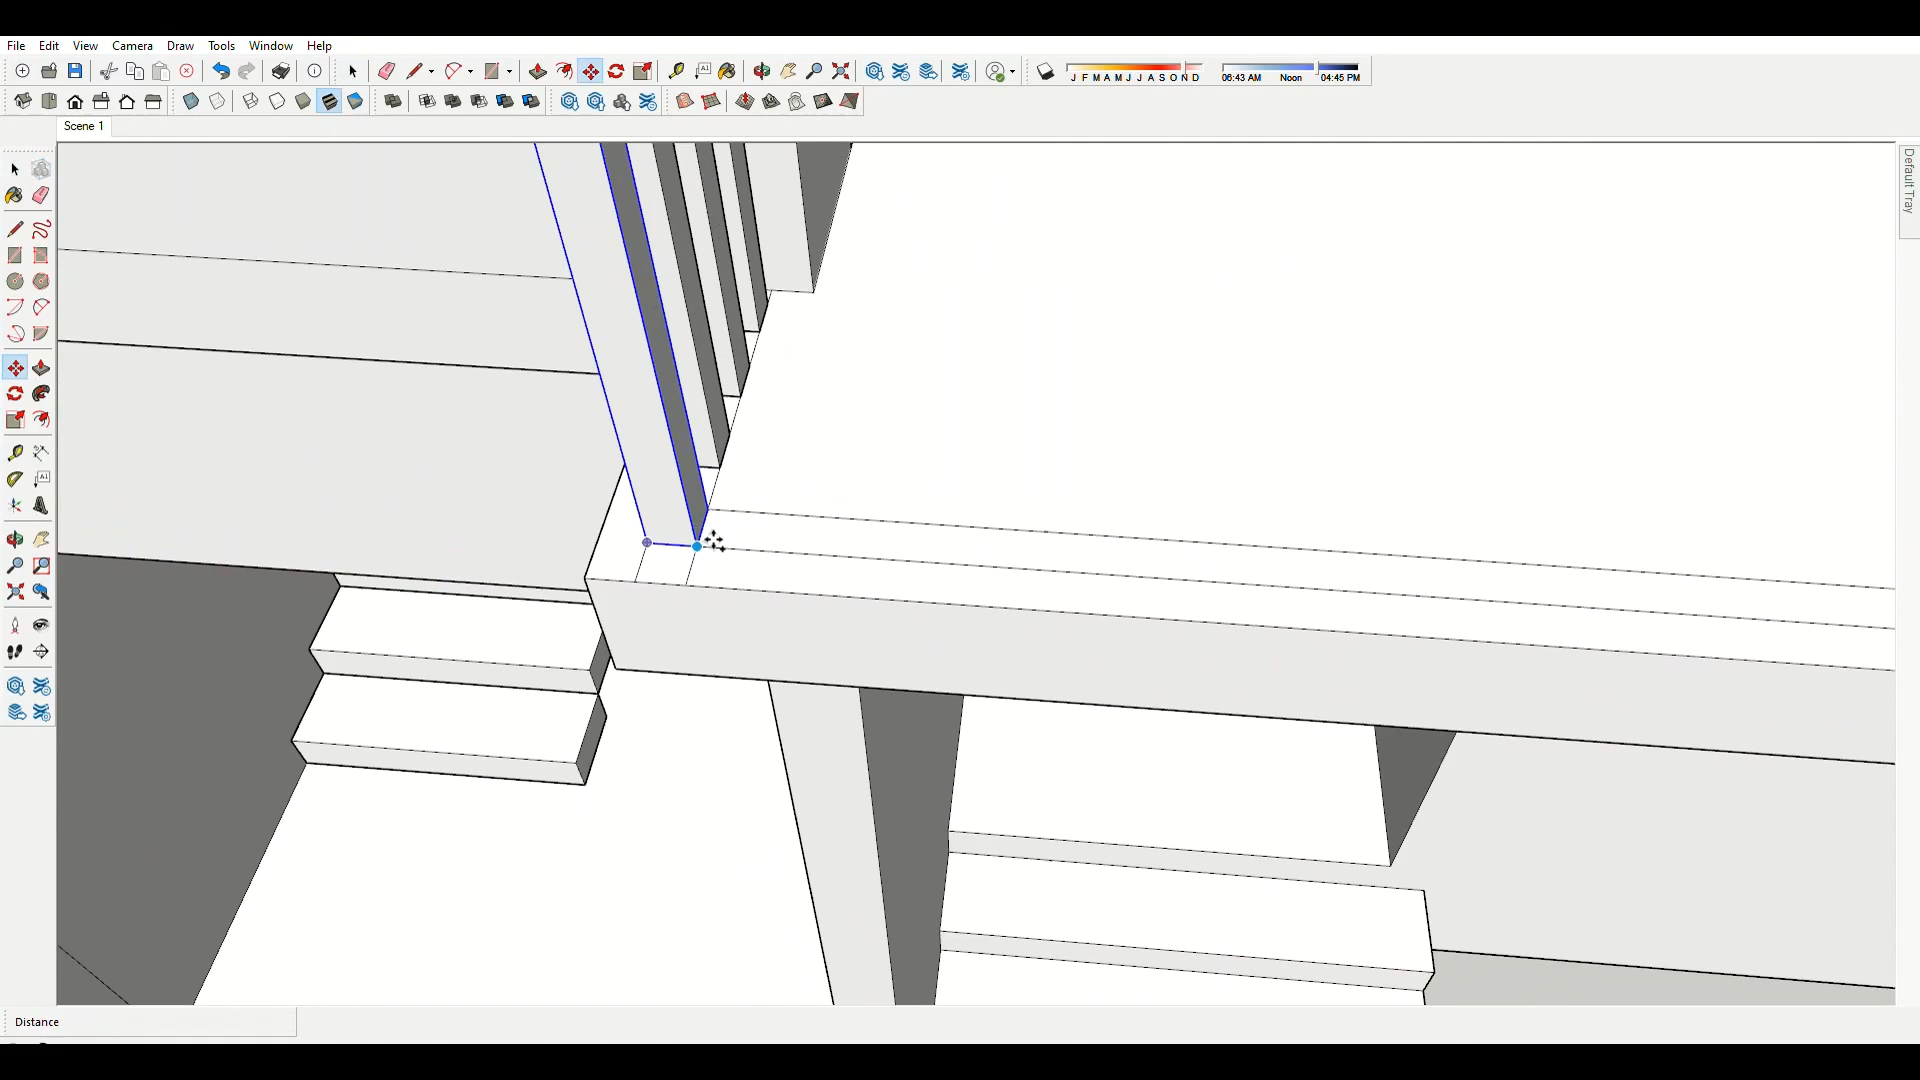 File Edit View Camera Draw Tools Window Help
J F M A M J J A S O N D 06:43 AM Noon 04:45 PM
Scene 1
Default Tray
Distance